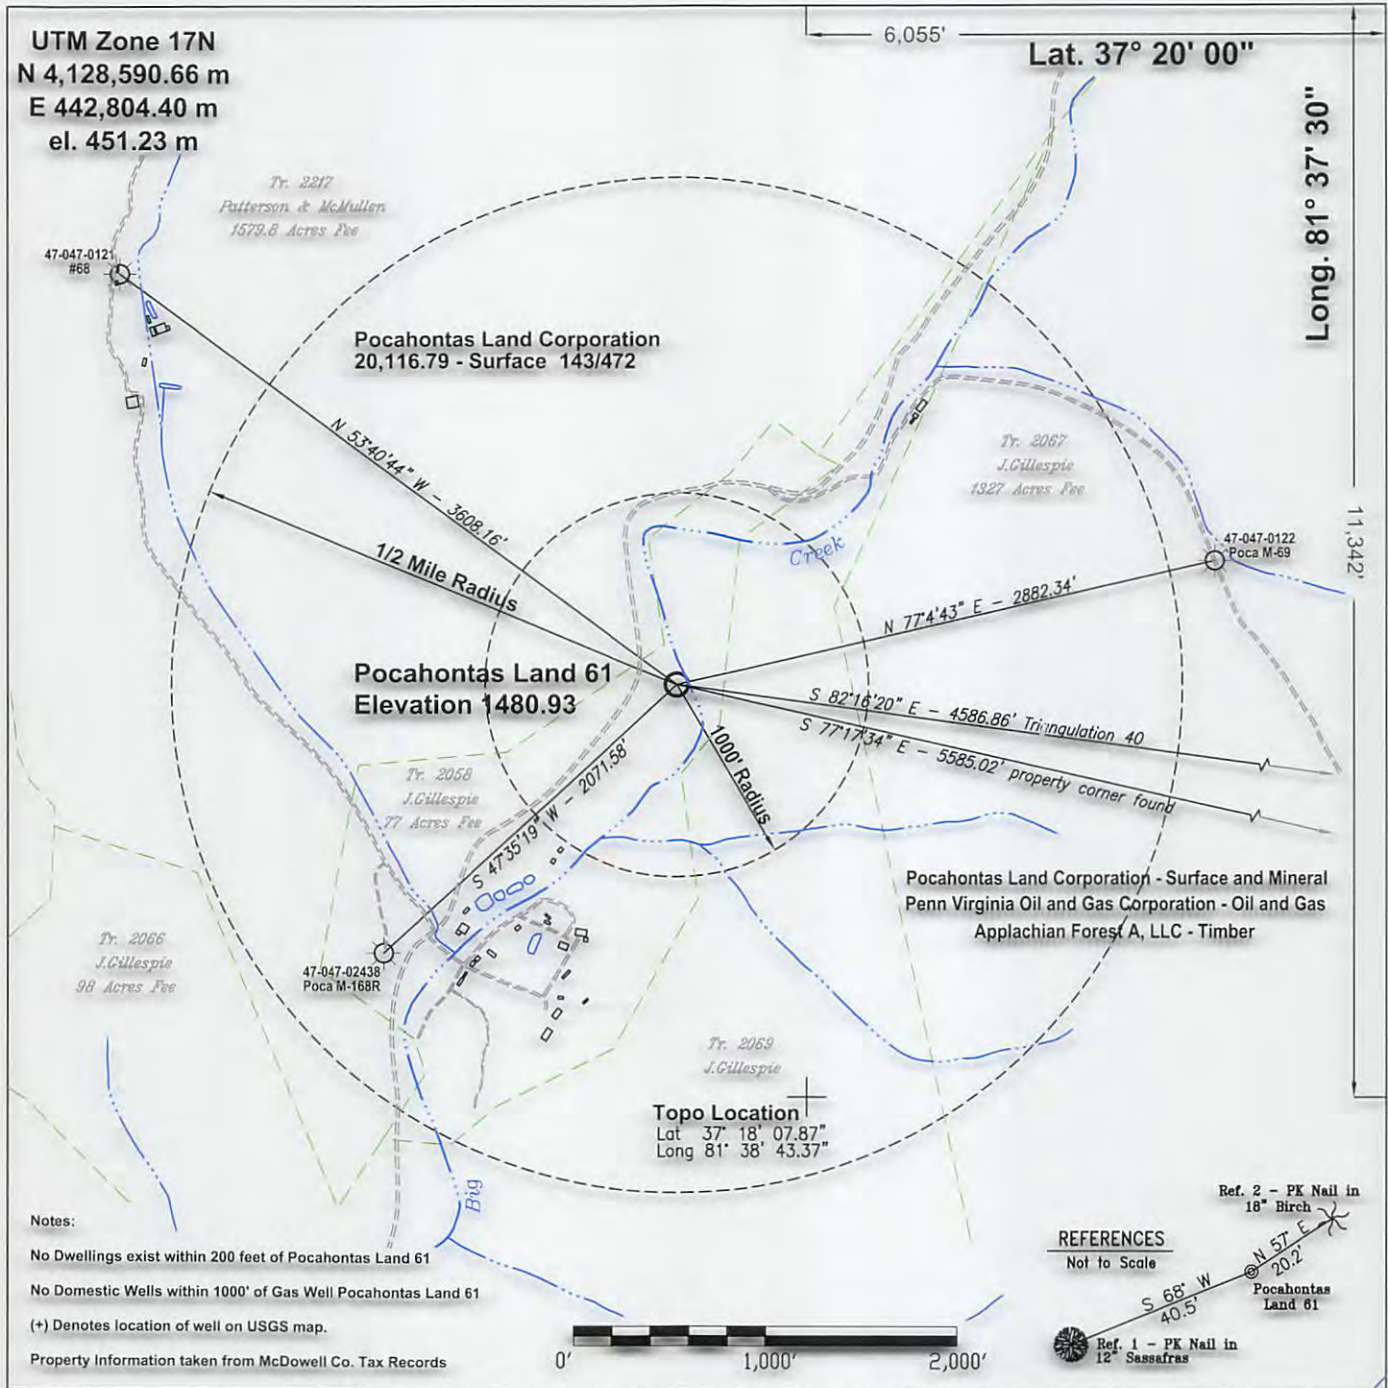 UTM Zone 17N
N 4,128,590.66 m
E 442,804.40 m
el. 451.23 m
6,055'
Lat. 37° 20' 00"
Long. 81° 37' 30"
11,342'
Tr. 2217
Patterson & McMullen
1579.8 Acres Fee
47-047-012
#68
Pocahontas Land Corporation
20,116.79 - Surface 143/472
N 53°40'44" W - 3608.16'
1/2 Mile Radius
Tr. 2067
J.Gillespie
1327 Acres Fee
Creek
47-047-0122
Poca M-69
N 77°4'43" E - 2882.34'
Pocahontas Land 61
Elevation 1480.93
S 82°16'20" E - 4586.86' Triangulation 40
S 77°17'34" E - 5585.02' property corner found
1000' Radius
S 47°35'19" W - 2071.58'
Tr. 2058
J.Gillespie
77 Acres Fee
Pocahontas Land Corporation - Surface and Mineral
Penn Virginia Oil and Gas Corporation - Oil and Gas
Applachian Forest A, LLC - Timber
Tr. 2066
J.Gillespie
98 Acres Fee
47-047-02438
Poca M-168R
Tr. 2069
J.Gillespie
Topo Location
Lat 37° 18' 07.87"
Long 81° 38' 43.37"
Big
Notes:
No Dwellings exist within 200 feet of Pocahontas Land 61
No Domestic Wells within 1000' of Gas Well Pocahontas Land 61
(+) Denotes location of well on USGS map.
Property Information taken from McDowell Co. Tax Records
0'
1,000'
2,000'
REFERENCES
Not to Scale
Ref. 2 - PK Nail in
18" Birch
N 57° E
20.2'
Pocahontas
Land 61
S 68° W
40.5'
Ref. 1 - PK Nail in
12" Sassafras